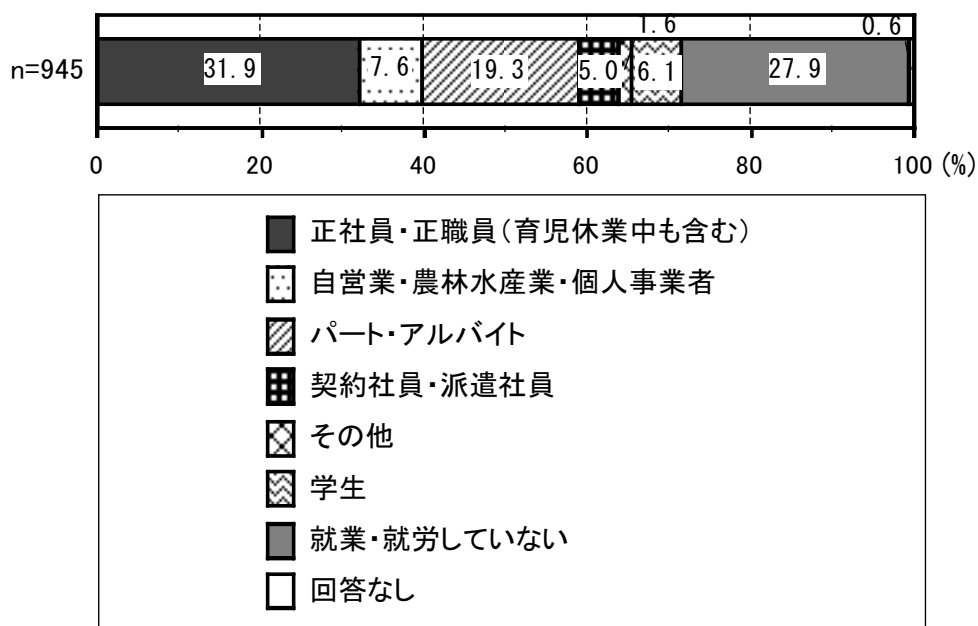 1.6 0.6
n=945 31.9 7.6 19.3 5.0 6.1 27.9
0 20 40 60 80 100 (%)
正社員・正職員(育児休業中も含む)
自営業・農林水産業・個人事業者
パート・アルバイト
契約社員・派遣社員
その他
学生
就業・就労していない
回答なし